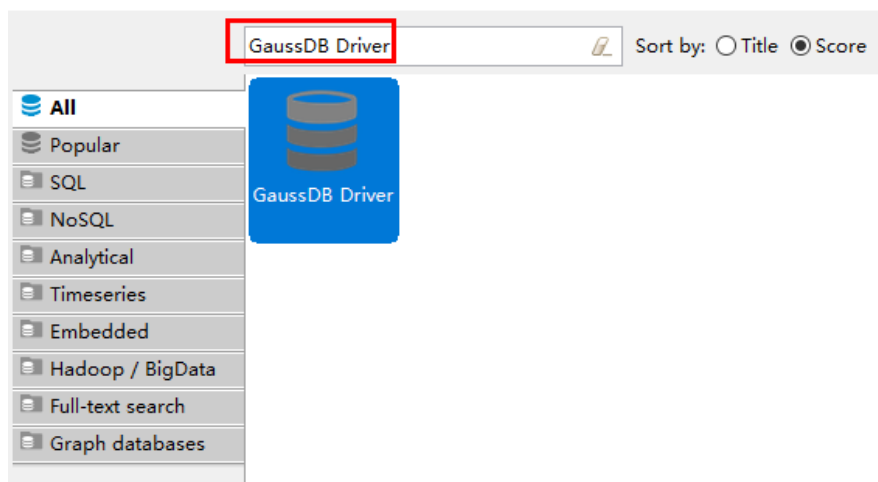 GaussDB Driver Sort by: Title Score
All
Popular
SQL
NoSQL
Analytical
Timeseries
Embedded
Hadoop / BigData
Full-text search
Graph databases
GaussDB Driver